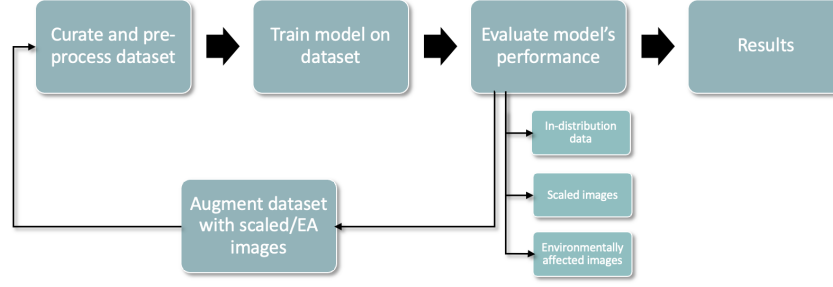 Curate and pre-
process dataset
Train model on
dataset
Evaluate model's
performance
Results
In-distribution
data
Scaled images
Environmentally
affected images
Augment dataset
with scaled/EA
images